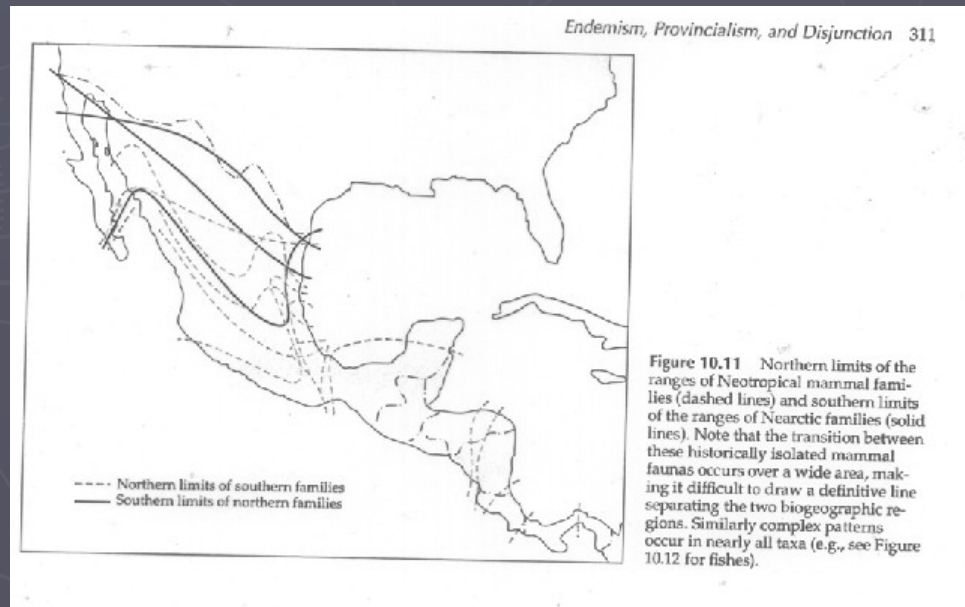 Endemism, Provincialism, and Disjunction 311
---- Northern limits of southern families
—— Southern limits of northern families
Figure 10.11 Northern limits of the
ranges of Neotropical mammal fami-
lies (dashed lines) and southern limits
of the ranges of Nearctic families (solid
lines). Note that the transition between
these historically isolated mammal
faunas occurs over a wide area, mak-
ing it difficult to draw a definitive line
separating the two biogeographic re-
gions. Similarly complex patterns
occur in nearly all taxa (e.g., see Figure
10.12 for fishes).